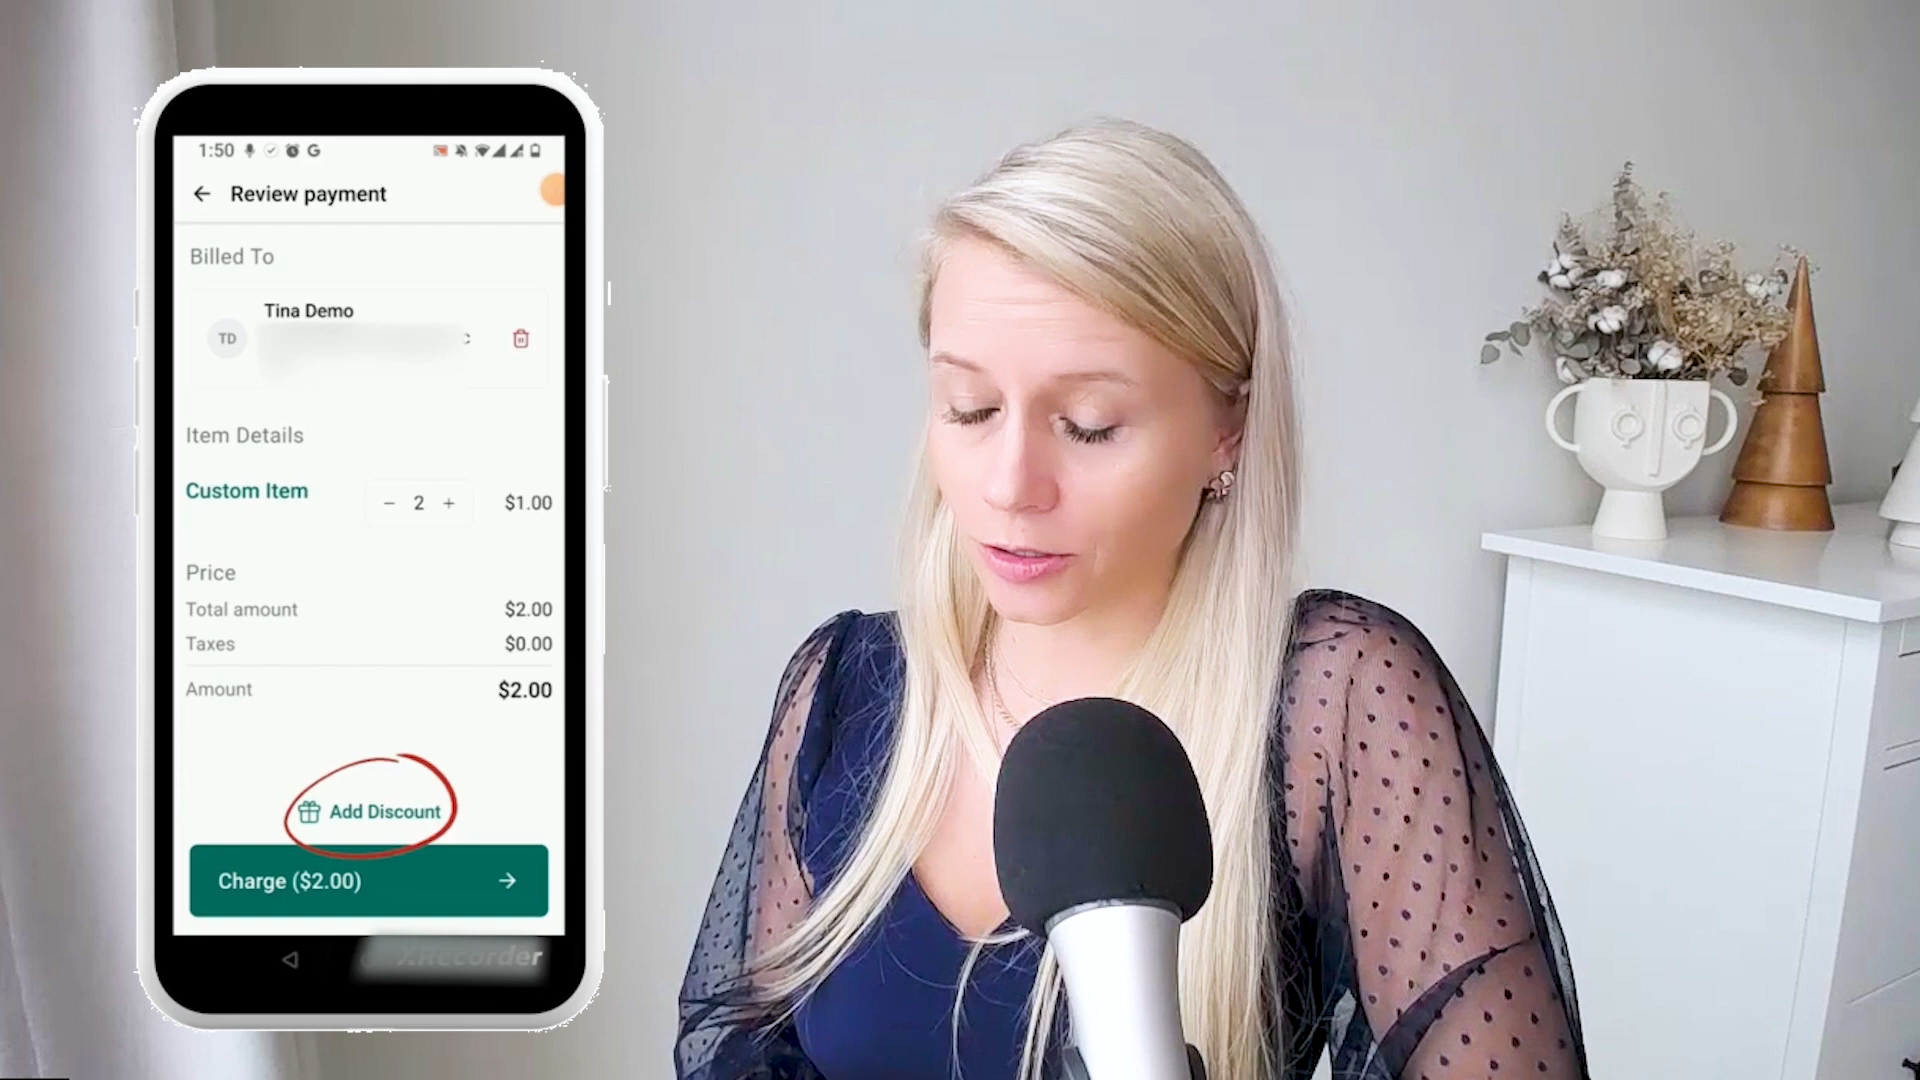 1:50 G
Review payment
Billed To
Tina Demo
TD
Item Details
Custom Item − 2 + $1.00
Price
Total amount $2.00
Taxes $0.00
Amount $2.00
Add Discount
Charge ($2.00)
XRecorder